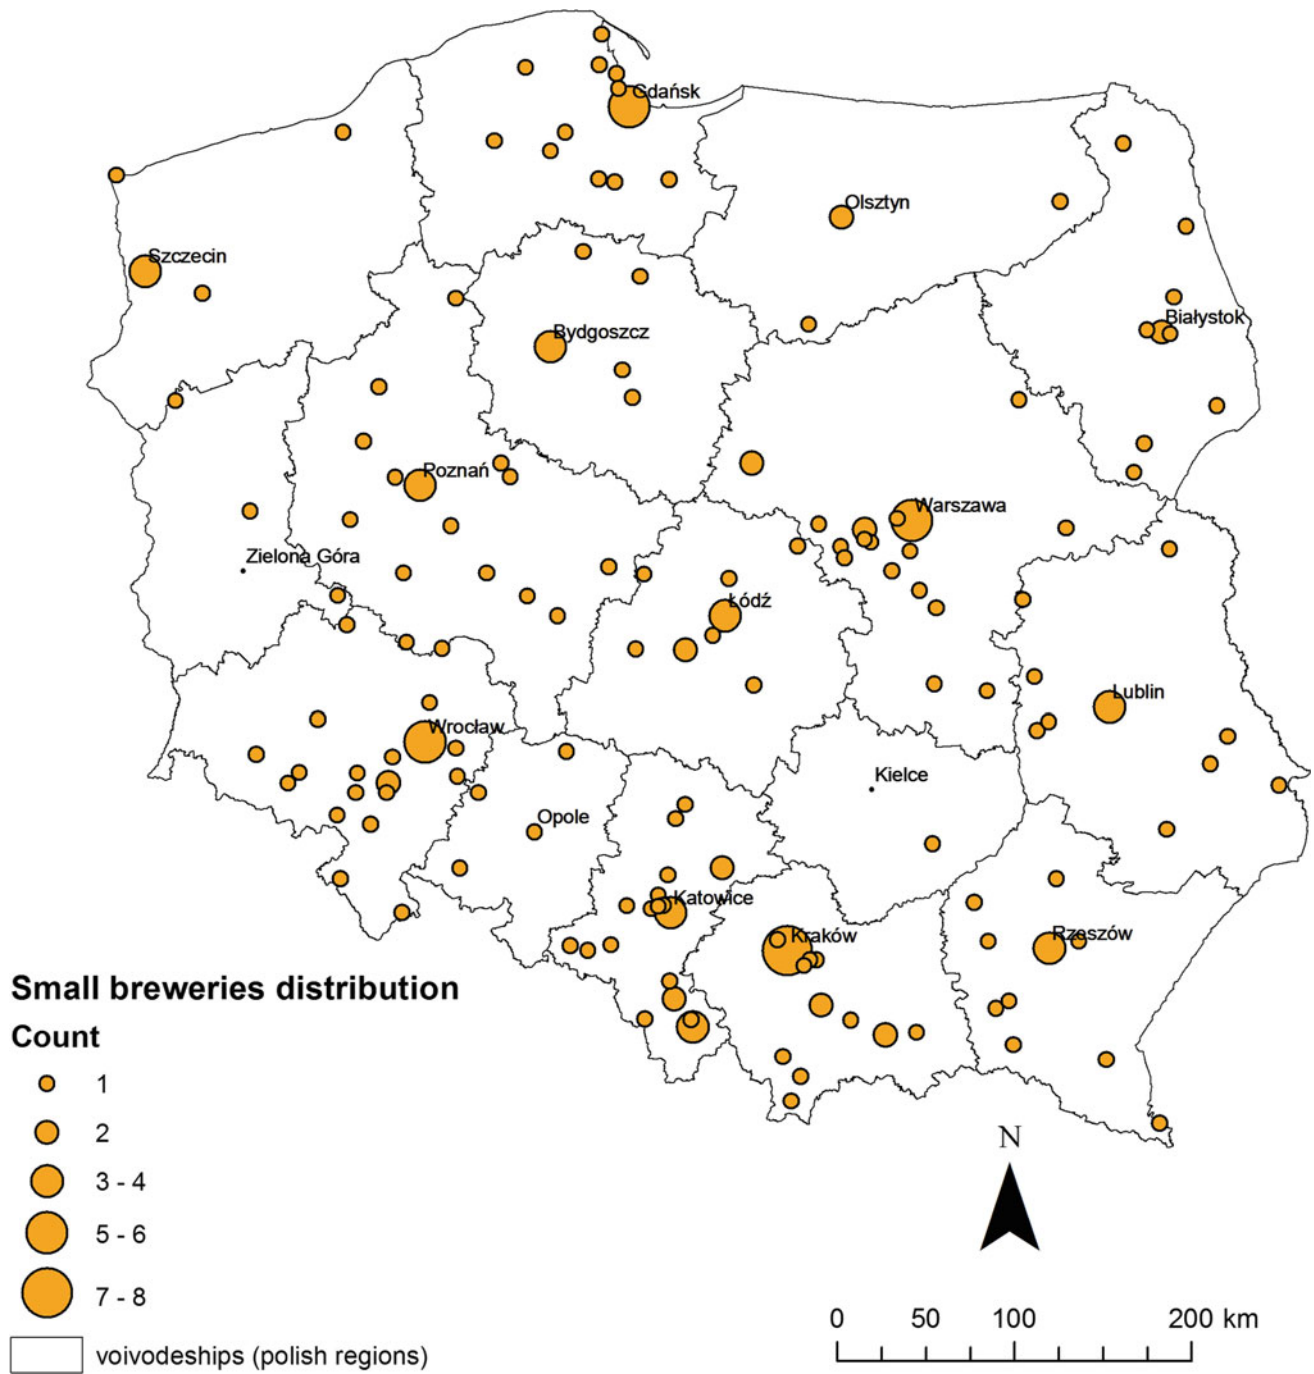 Gdańsk
Olsztyn
Szczecin
Białystok
Bydgoszcz
Poznań
Warszawa
Zielona Góra
Łódź
Lublin
Wrocław
Kielce
Opole
Katowice
Kraków
Rzeszów
Small breweries distribution
Count
1
2
3 - 4
5 - 6
7 - 8
voivodeships (polish regions)
N
0 50 100 200 km